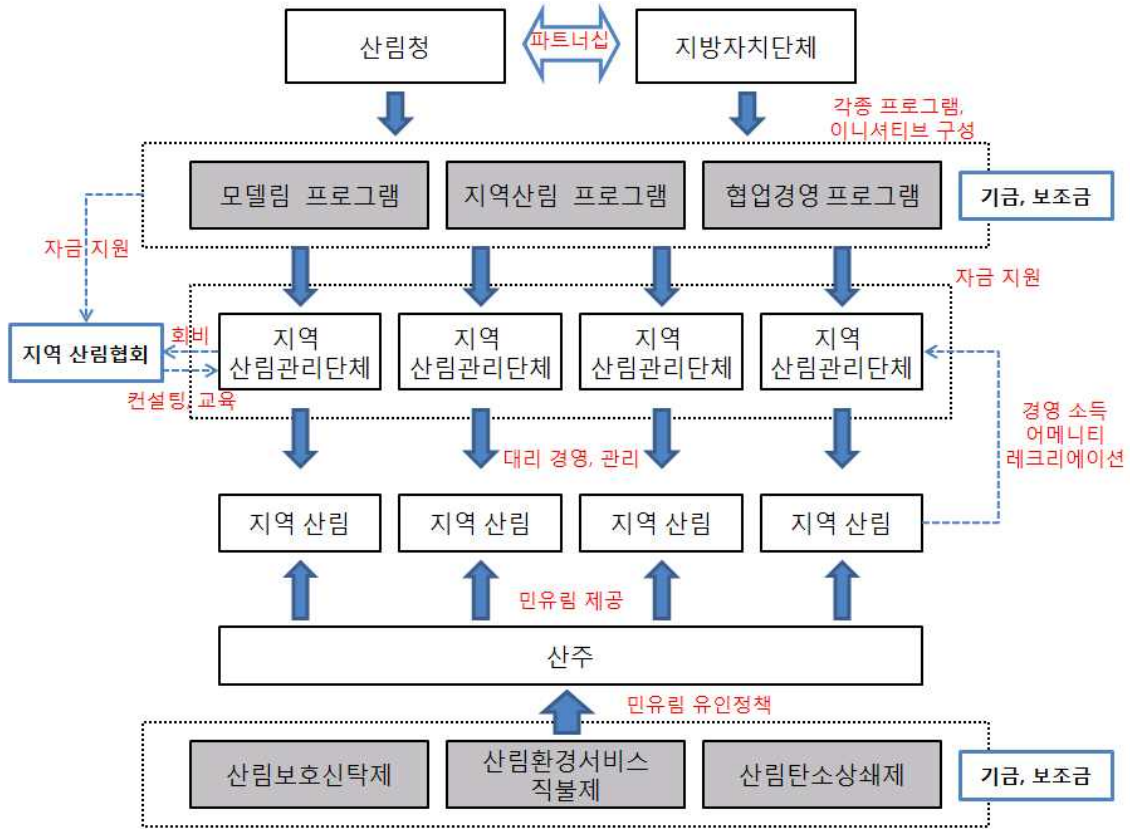 산림청
파트너십
지방자치단체
각종 프로그램,
이니셔티브 구성
모델림 프로그램
지역산림 프로그램
협업경영 프로그램
기금, 보조금
자금 지원
자금 지원
지역 산림협회
회비
컨설팅, 교육
지역
산림관리단체
지역
산림관리단체
지역
산림관리단체
지역
산림관리단체
대리 경영, 관리
경영 소득
어메니티
레크리에이션
지역 산림
지역 산림
지역 산림
지역 산림
민유림 제공
산주
민유림 유인정책
산림보호신탁제
산림환경서비스
직불제
산림탄소상쇄제
기금, 보조금